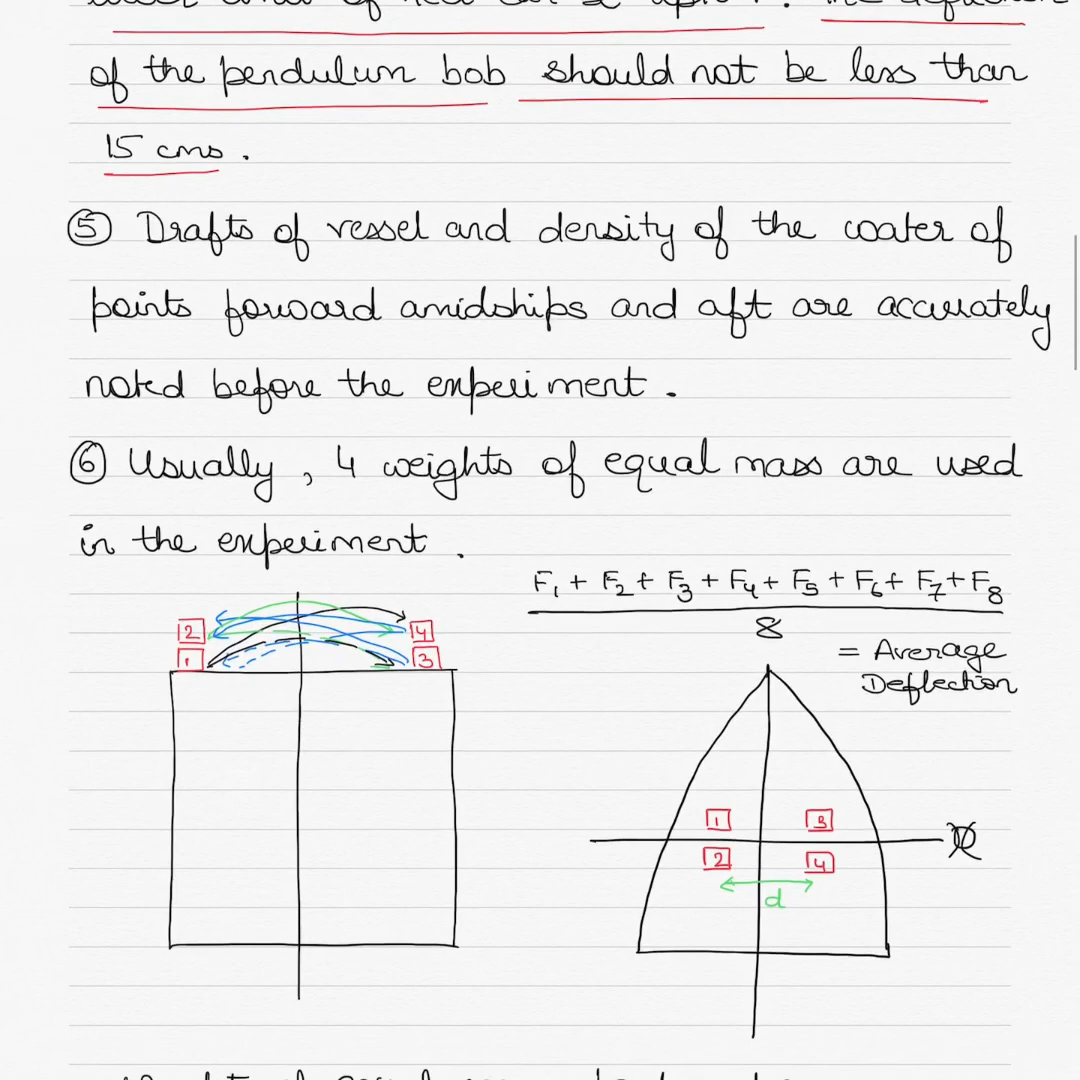 of the pendulum bob should not be less than
15 cms.
⑤ Drafts of vessel and density of the water of
points forward amidships and aft are accurately
noted before the experiment.
⑥ Usually, 4 weights of equal mass are used
in the experiment.
F1 + F2 + F3 + F4 + F5 + F6 + F7 + F8
8
= Average
Deflection
2 4
1 3
1 3
2 4
d